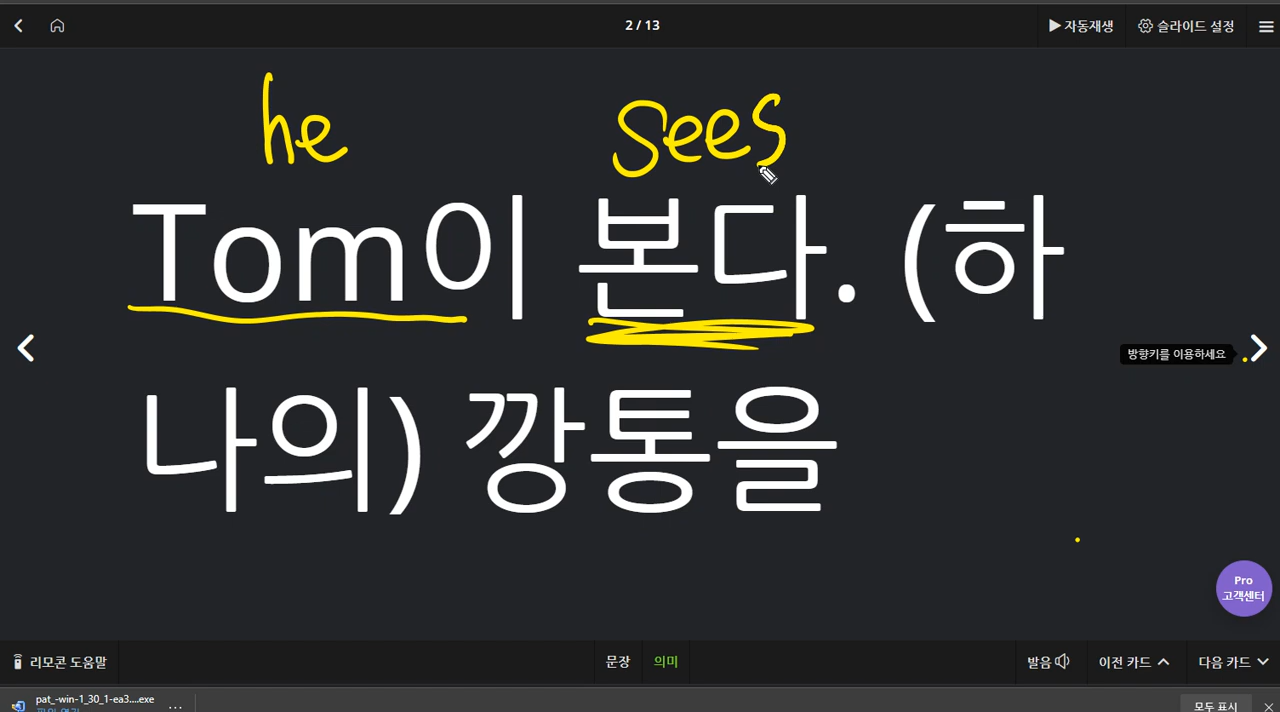 2 / 13
자동재생
슬라이드 설정
he sees
Tom이 본다. (하
나의) 깡통을
방향키를 이용하세요
Pro
고객센터
리모콘 도움말
문장
의미
발음
이전 카드
다음 카드
pat_-win-1_30_1-ea3....exe
...
모두 표시